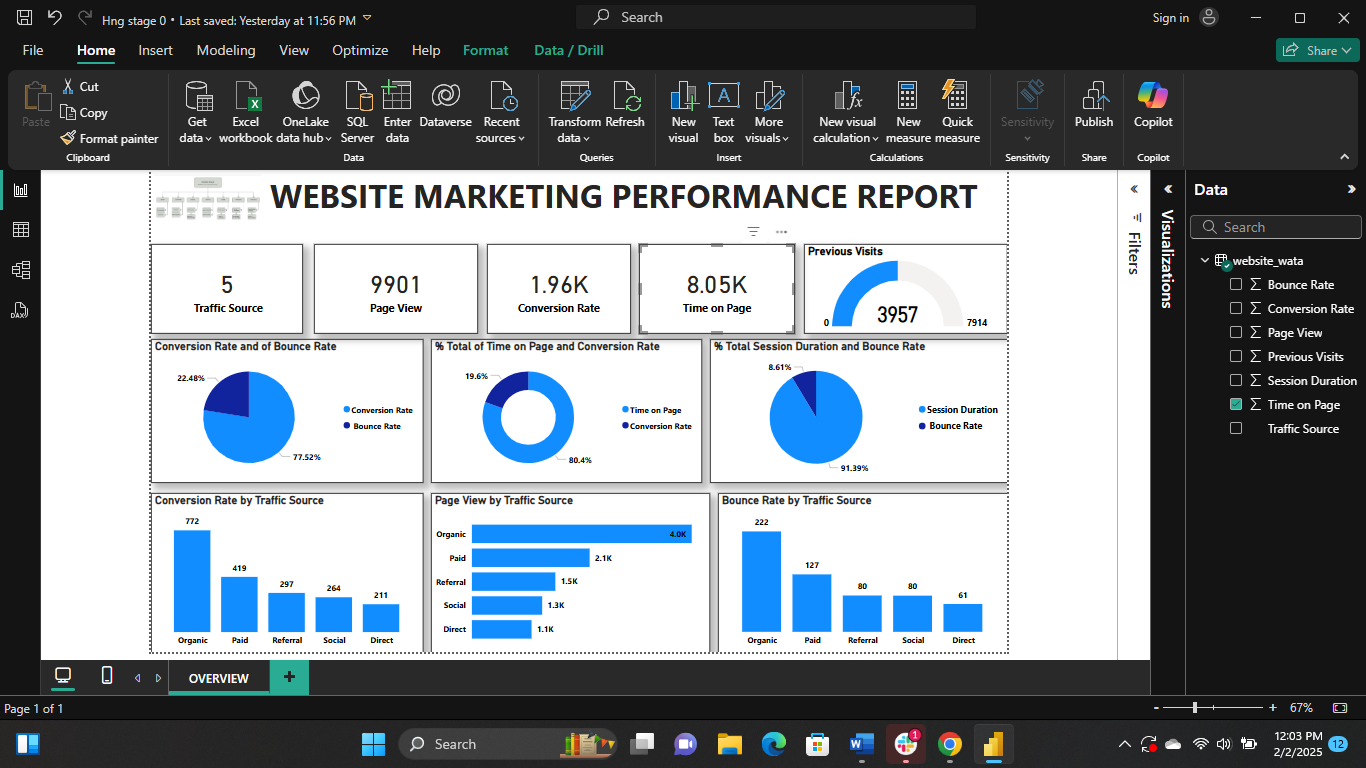 Hng stage 0 • Last saved: Yesterday at 11:56 PM
Search
Sign in
File
Home
Insert
Modeling
View
Optimize
Help
Format
Data / Drill
Share
Paste
Cut
Copy
Format painter
Clipboard
Get data
Excel workbook
OneLake data hub
SQL Server
Enter data
Dataverse
Recent sources
Data
Transform data
Refresh
Queries
New visual
Text box
More visuals
Insert
New visual calculation
New measure
Quick measure
Calculations
Sensitivity
Sensitivity
Publish
Share
Copilot
Copilot
WEBSITE MARKETING PERFORMANCE REPORT
5
Traffic Source
9901
Page View
1.96K
Conversion Rate
8.05K
Time on Page
Previous Visits
3957
0
7914
Conversion Rate and of Bounce Rate
22.48%
77.52%
Conversion Rate
Bounce Rate
% Total of Time on Page and Conversion Rate
19.6%
80.4%
Time on Page
Conversion Rate
% Total Session Duration and Bounce Rate
8.61%
91.39%
Session Duration
Bounce Rate
Conversion Rate by Traffic Source
772
419
297
264
211
Organic
Paid
Referral
Social
Direct
Page View by Traffic Source
Organic
4.0K
Paid
2.1K
Referral
1.5K
Social
1.3K
Direct
1.1K
Bounce Rate by Traffic Source
222
127
80
80
61
Organic
Paid
Referral
Social
Direct
Filters
Visualizations
Data
Search
website_wata
Bounce Rate
Conversion Rate
Page View
Previous Visits
Session Duration
Time on Page
Traffic Source
DAX
OVERVIEW
Page 1 of 1
67%
Search
1
12:03 PM
2/2/2025
12